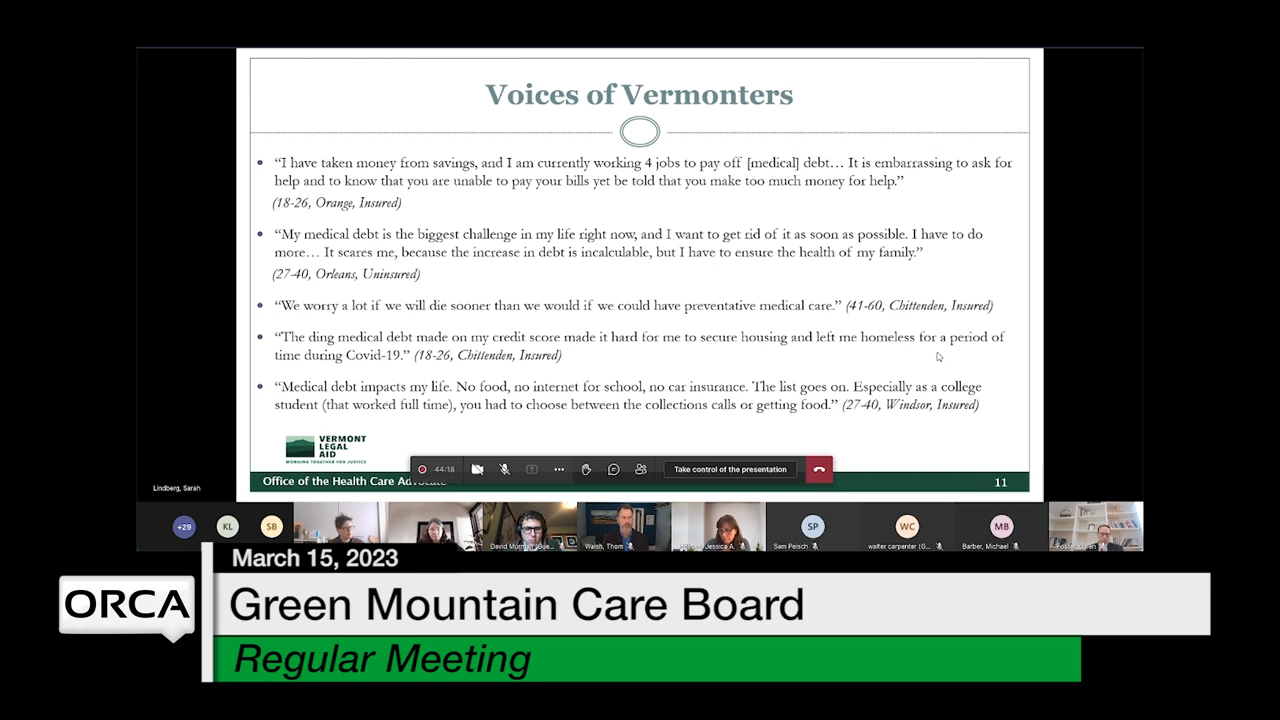 Voices of Vermonters
“I have taken money from savings, and I am currently working 4 jobs to pay off [medical] debt… It is embarrassing to ask for
help and to know that you are unable to pay your bills yet be told that you make too much money for help.”
(18-26, Orange, Insured)
“My medical debt is the biggest challenge in my life right now, and I want to get rid of it as soon as possible. I have to do
more… It scares me, because the increase in debt is incalculable, but I have to ensure the health of my family.”
(27-40, Orleans, Uninsured)
“We worry a lot if we will die sooner than we would if we could have preventative medical care.” (41-60, Chittenden, Insured)
“The ding medical debt made on my credit score made it hard for me to secure housing and left me homeless for a period of
time during Covid-19.” (18-26, Chittenden, Insured)
“Medical debt impacts my life. No food, no internet for school, no car insurance. The list goes on. Especially as a college
student (that worked full time), you had to choose between the collections calls or getting food.” (27-40, Windsor, Insured)
VERMONT
LEGAL
AID
WORKING TOGETHER FOR JUSTICE
44:18
Take control of the presentation
Office of the Health Care Advocate
11
Lindberg, Sarah
+29
KL
SB
SP
WC
MB
David Murman (Gue...
Walsh, Thom
Jessica A.
Sam Peisch
walter carpenter (G...
Barber, Michael
March 15, 2023
ORCA
Green Mountain Care Board
Regular Meeting